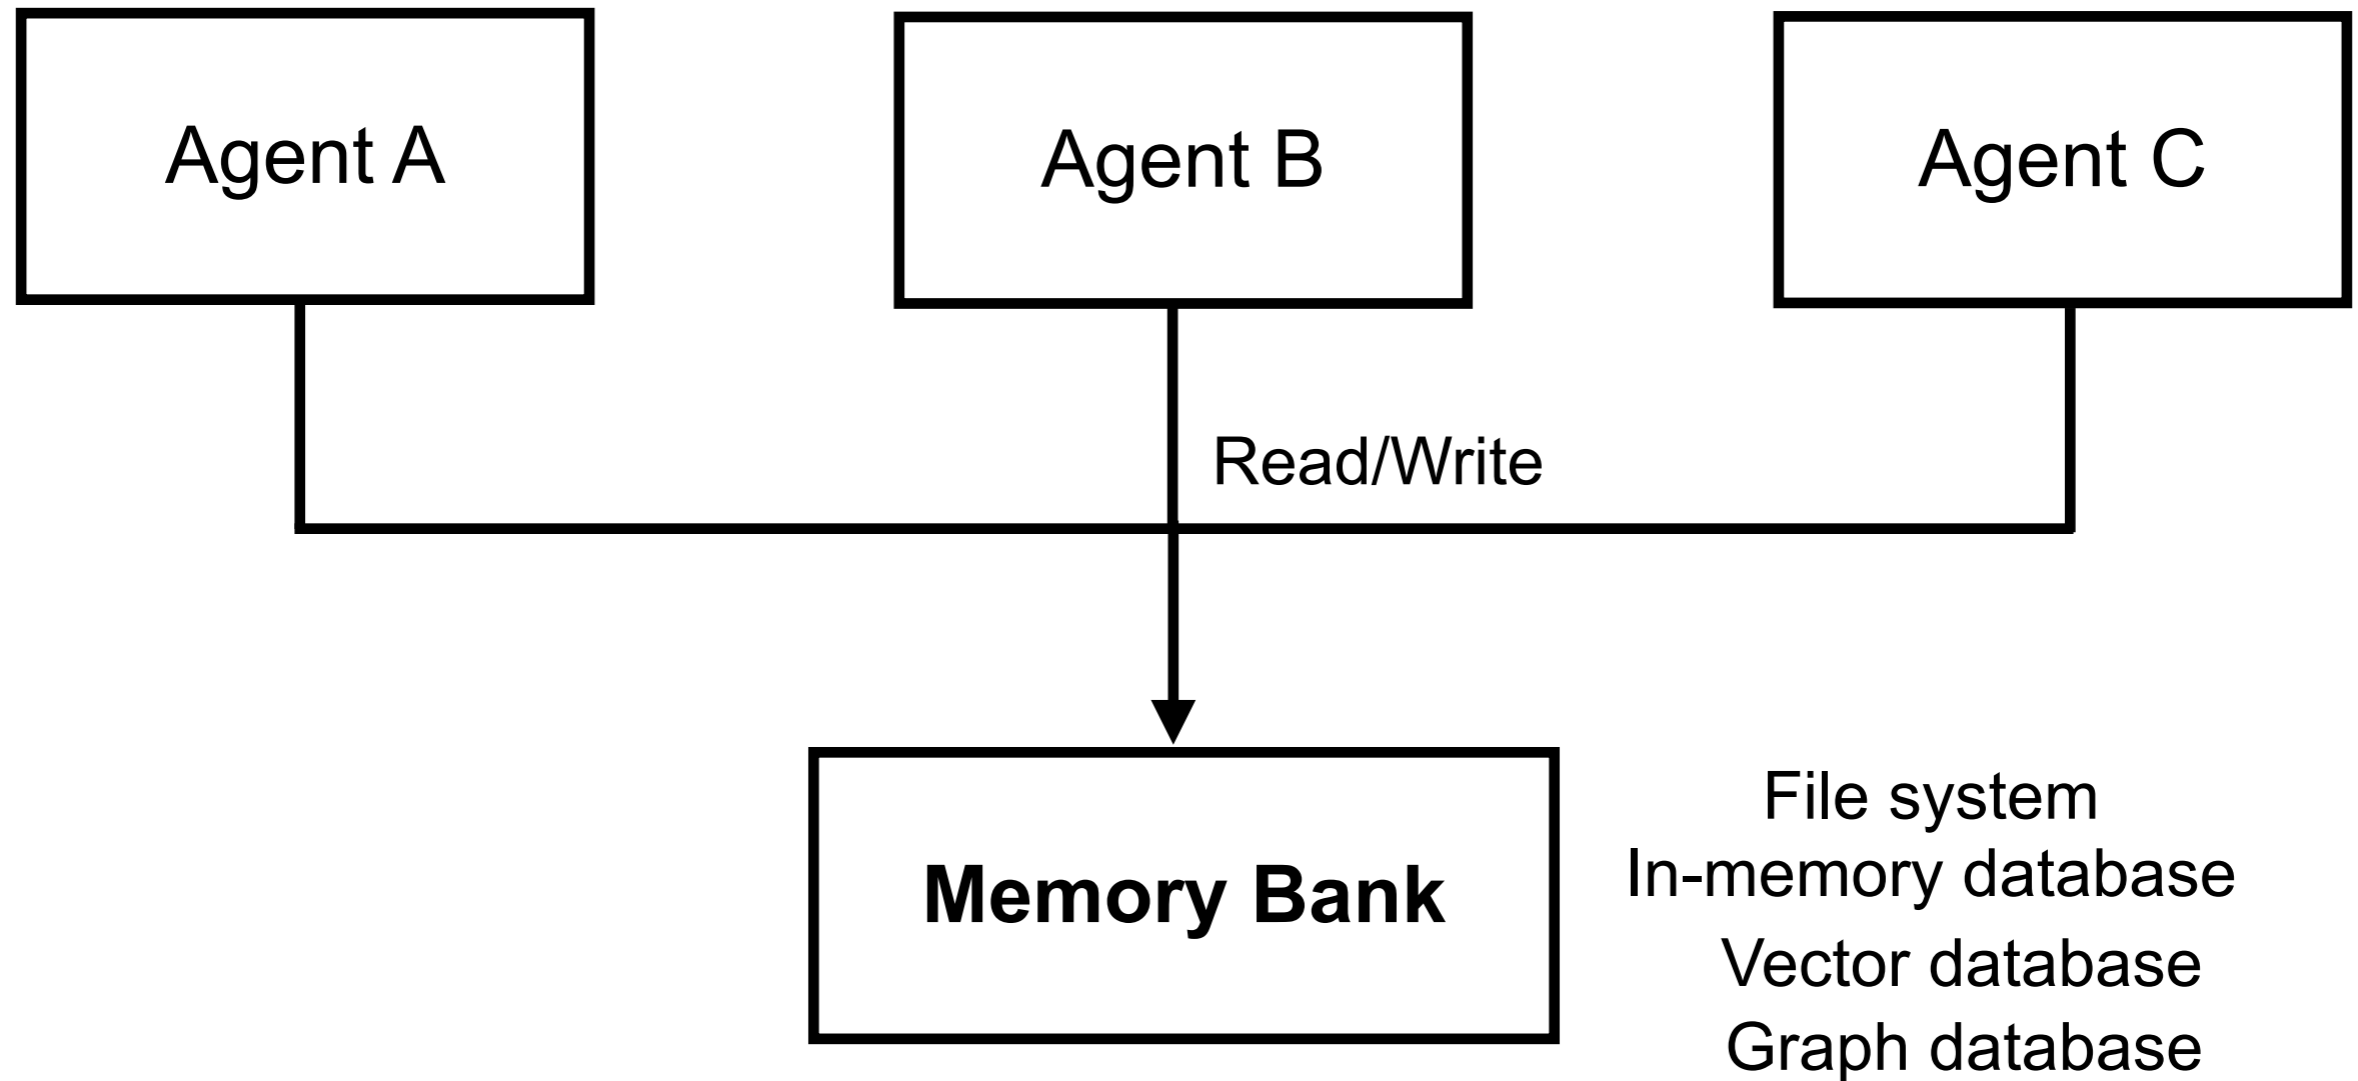 Agent A
Agent B
Agent C
Read/Write
Memory Bank
File system
In-memory database
Vector database
Graph database